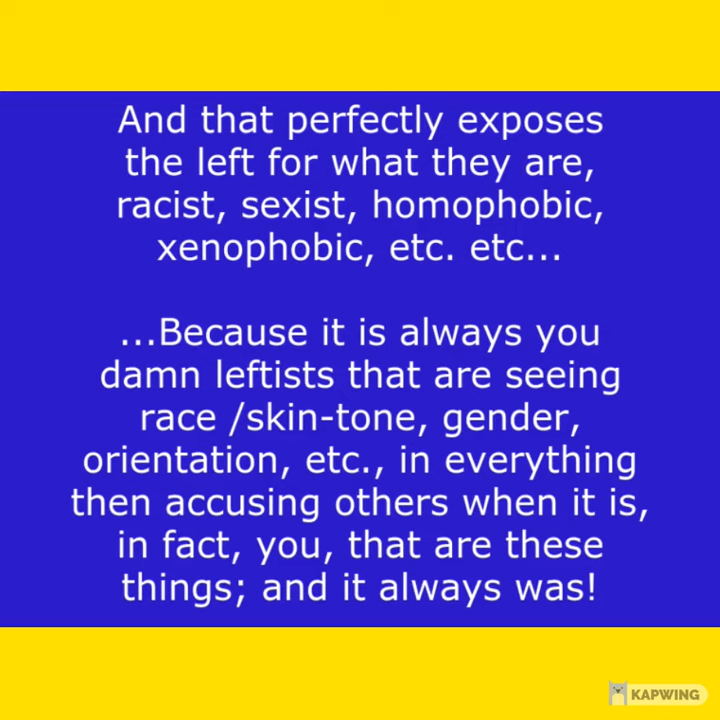 And that perfectly exposes
the left for what they are,
racist, sexist, homophobic,
xenophobic, etc. etc...
...Because it is always you
damn leftists that are seeing
race /skin-tone, gender,
orientation, etc., in everything
then accusing others when it is,
in fact, you, that are these
things; and it always was!
KAPWING